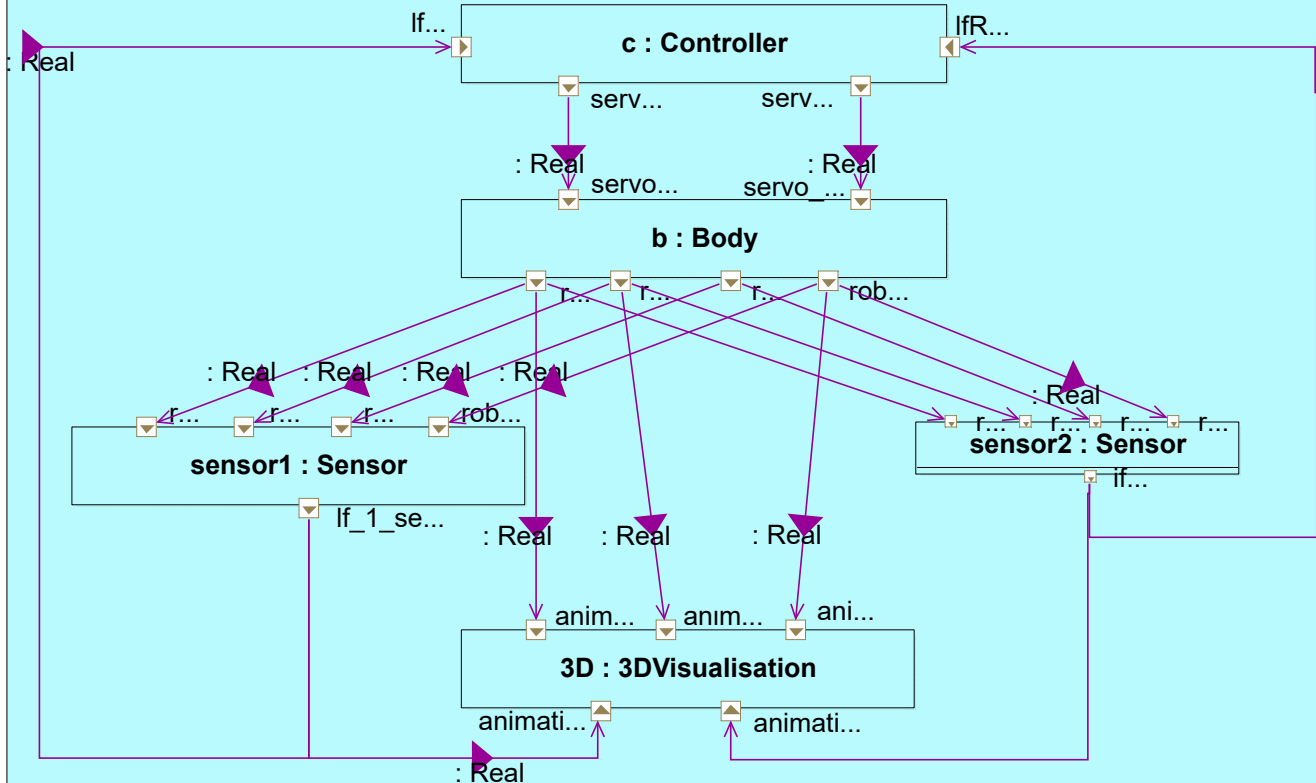 lf...
c : Controller
lfR...
: Real
serv...
serv...
: Real
: Real
servo...
servo_...
b : Body
r...
r...
r...
rob...
: Real
: Real
: Real
: Real
: Real
r...
r...
r...
rob...
r...
r...
r...
r...
sensor1 : Sensor
sensor2 : Sensor
lf_1_se...
if...
: Real
: Real
: Real
anim...
anim...
ani...
3D : 3DVisualisation
animati...
animati...
: Real